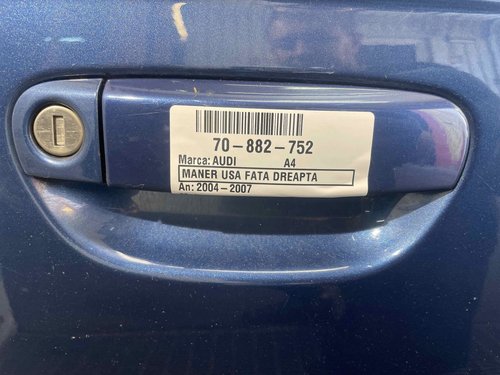 70-882-752
Marca: AUDI A4
MANER USA FATA DREAPTA
An: 2004-2007